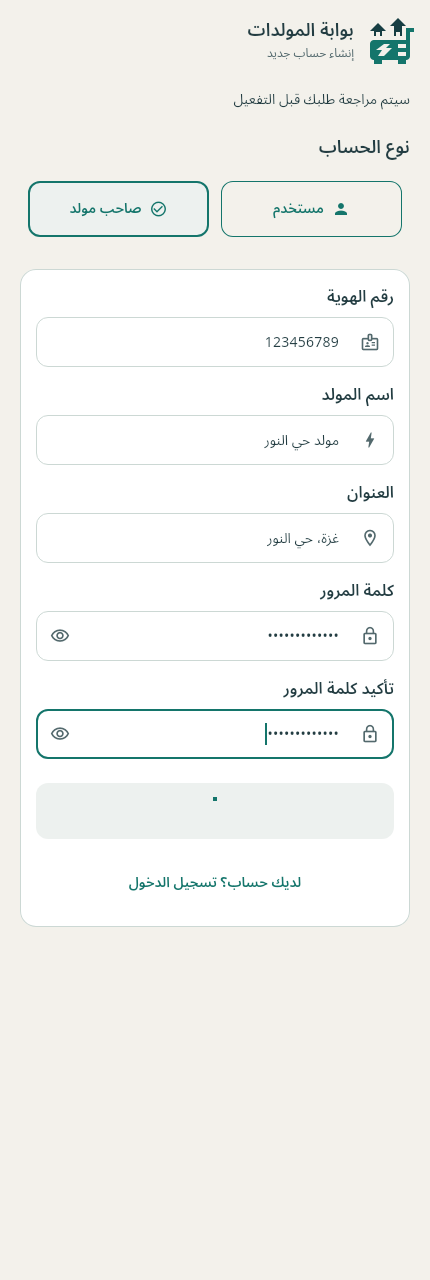 بوابة المولدات
إنشاء حساب جديد
سيتم مراجعة طلبك قبل التفعيل
نوع الحساب
مستخدم
صاحب مولد
رقم الهوية
123456789
اسم المولد
مولد حي النور
العنوان
غزة، حي النور
كلمة المرور
•••••••••••••
تأكيد كلمة المرور
•••••••••••••
لديك حساب؟ تسجيل الدخول